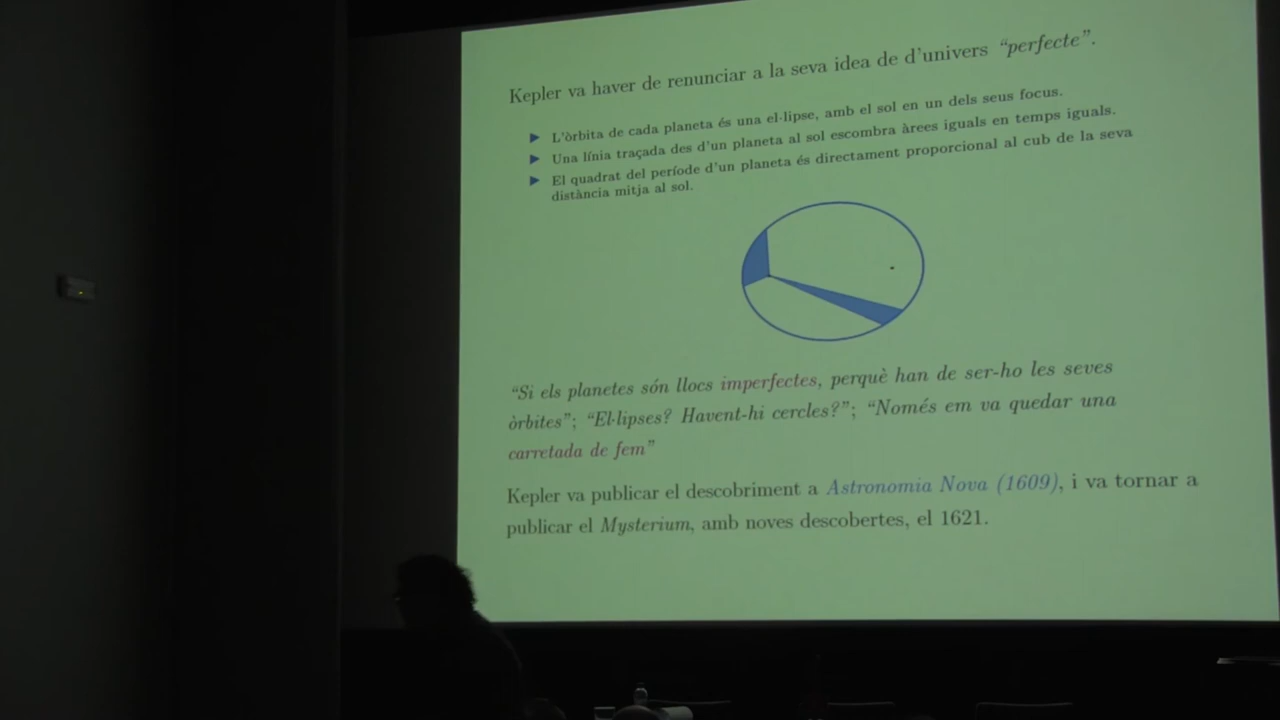 Kepler va haver de renunciar a la seva idea de d'univers “perfecte”.
► L'òrbita de cada planeta és una el·lipse, amb el sol en un dels seus focus.
► Una línia traçada des d'un planeta al sol escombra àrees iguals en temps iguals.
► El quadrat del període d'un planeta és directament proporcional al cub de la seva
distància mitja al sol.
“Si els planetes són llocs imperfectes, perquè han de ser-ho les seves
òrbites”; “El·lipses? Havent-hi cercles?”; “Només em va quedar una
carretada de fem”
Kepler va publicar el descobriment a Astronomia Nova (1609), i va tornar a
publicar el Mysterium, amb noves descobertes, el 1621.